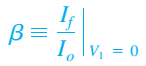 β ≡ I_f / I_o |_{V_1 = 0}